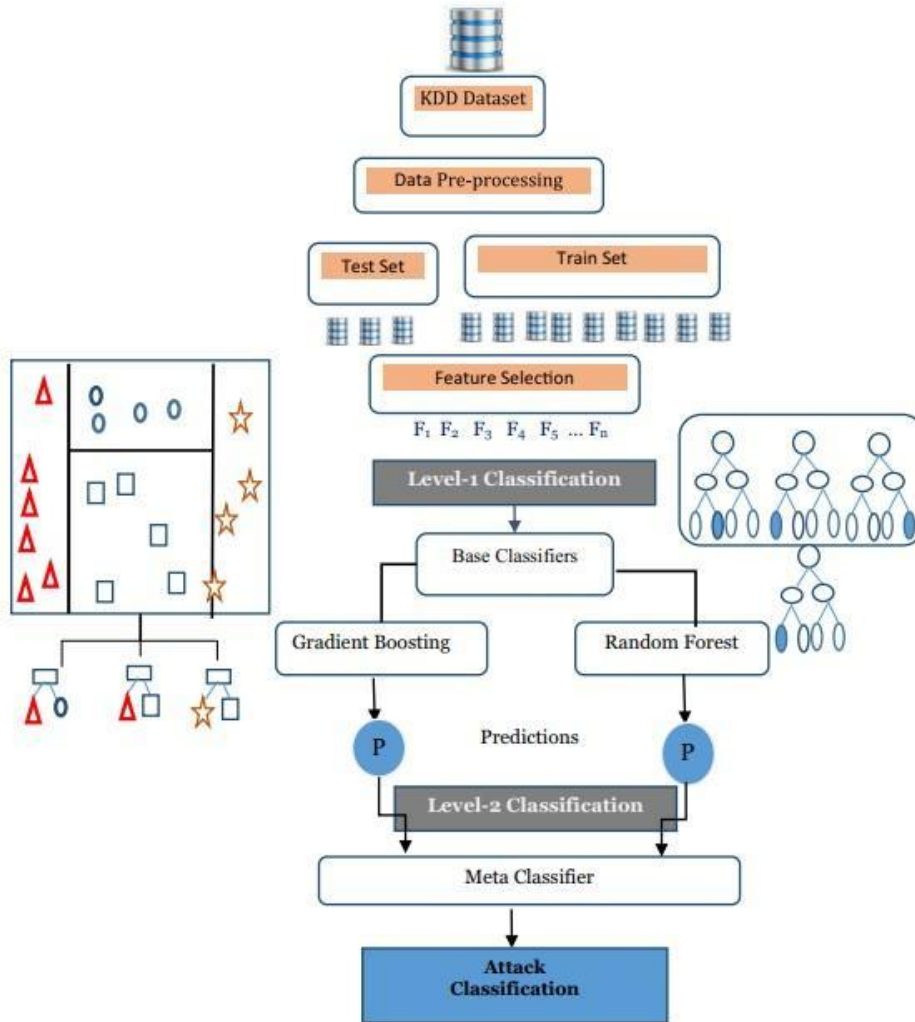 KDD Dataset
Data Pre-processing
Test Set
Train Set
Feature Selection
F₁ F₂ F₃ F₄ F₅ ... Fₙ
Level-1 Classification
Base Classifiers
Gradient Boosting
Random Forest
P
Predictions
P
Level-2 Classification
Meta Classifier
Attack
Classification